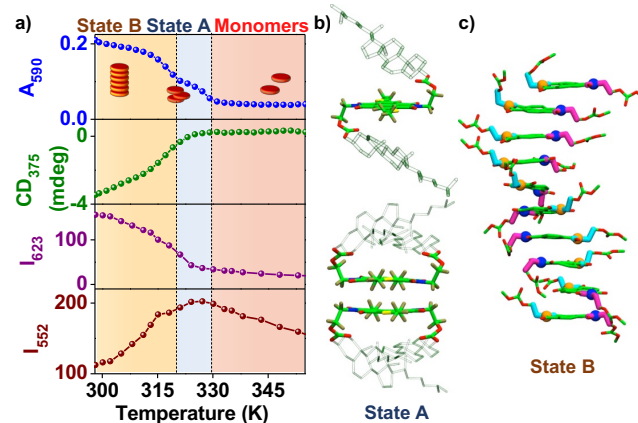 a)
State B State A Monomers
b)
c)
0.2
A590
0.0
0
CD375
(mdeg)
-4
I623
100
0
I552
200
100
300 315 330 345
Temperature (K)
State A
State B